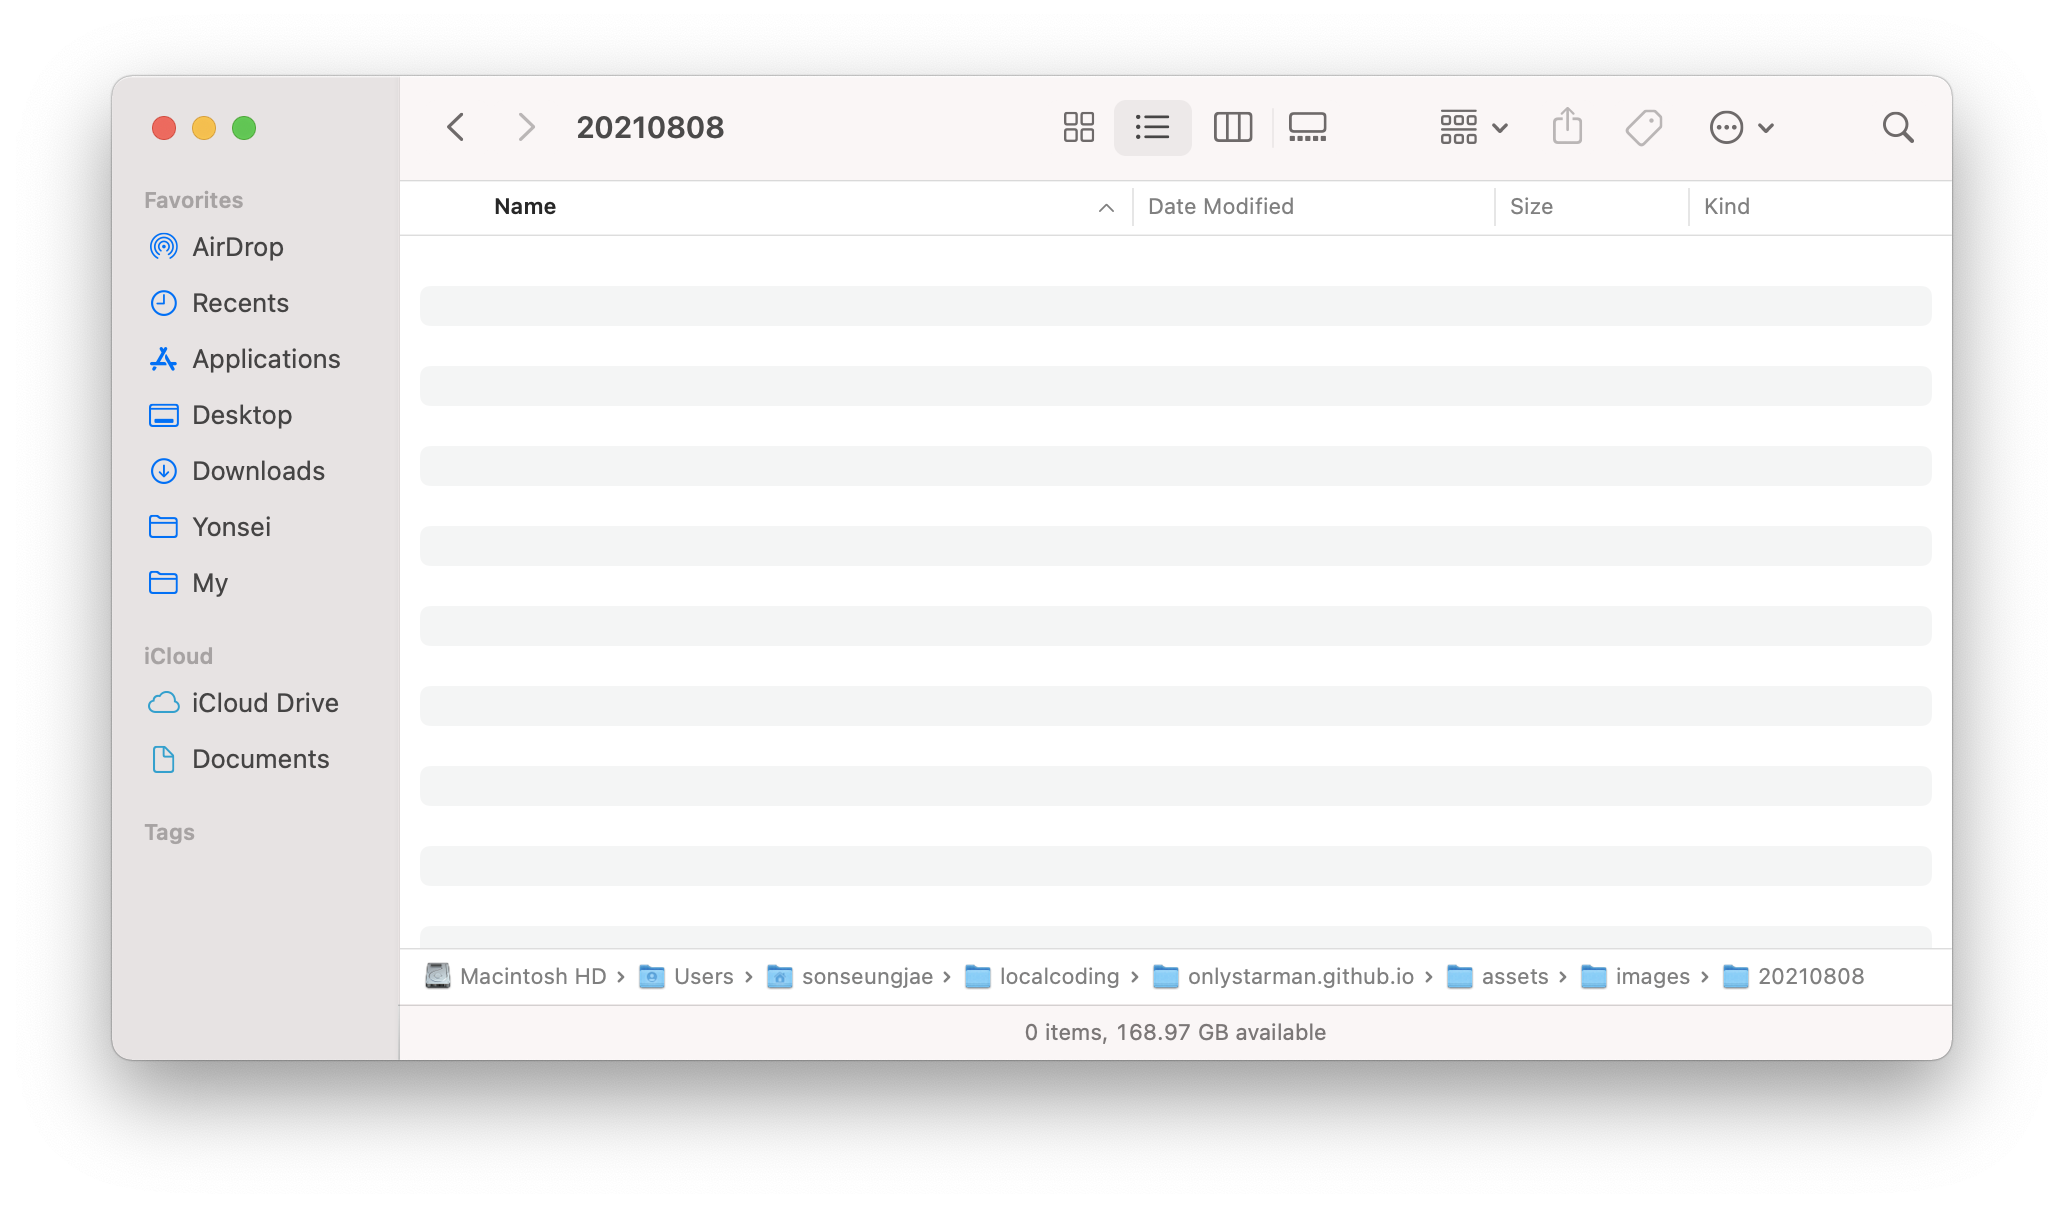 20210808
Favorites
AirDrop
Recents
Applications
Desktop
Downloads
Yonsei
My
iCloud
iCloud Drive
Documents
Tags
Name Date Modified Size Kind
Macintosh HD › Users › sonseungjae › localcoding › onlystarman.github.io › assets › images › 20210808
0 items, 168.97 GB available